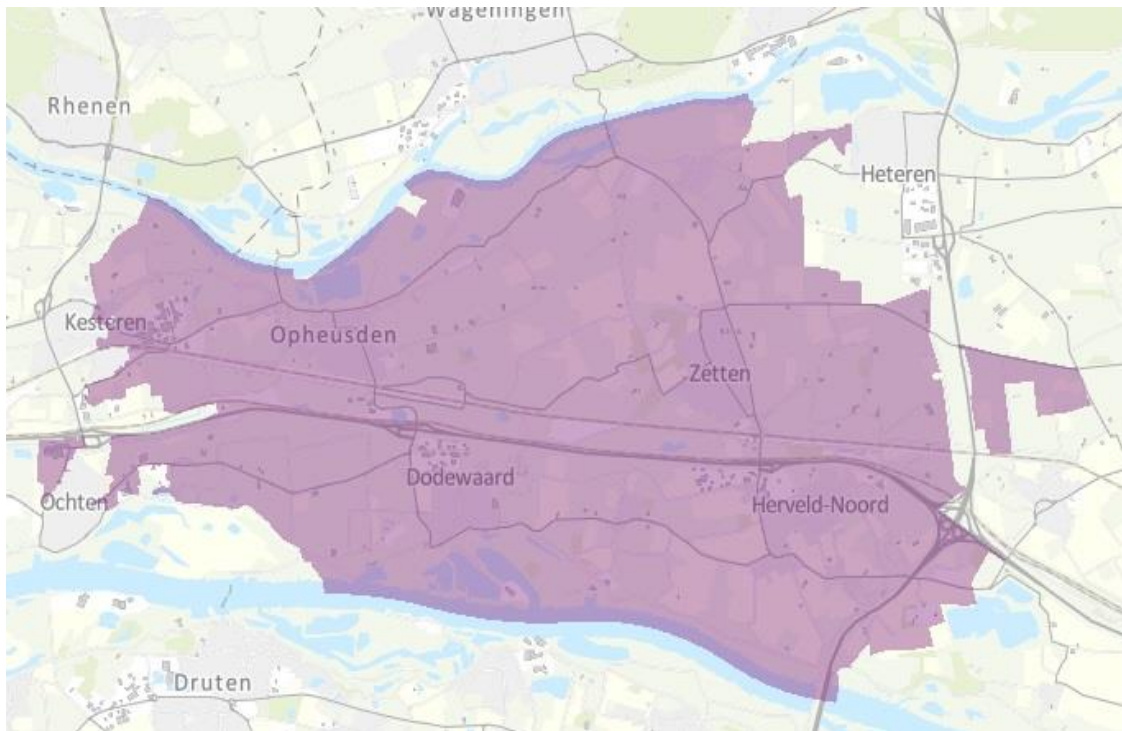 Wageningen
Rhenen
Heteren
Kesteren
Opheusden
Zetten
Dodewaard
Ochten
Herveld-Noord
Druten